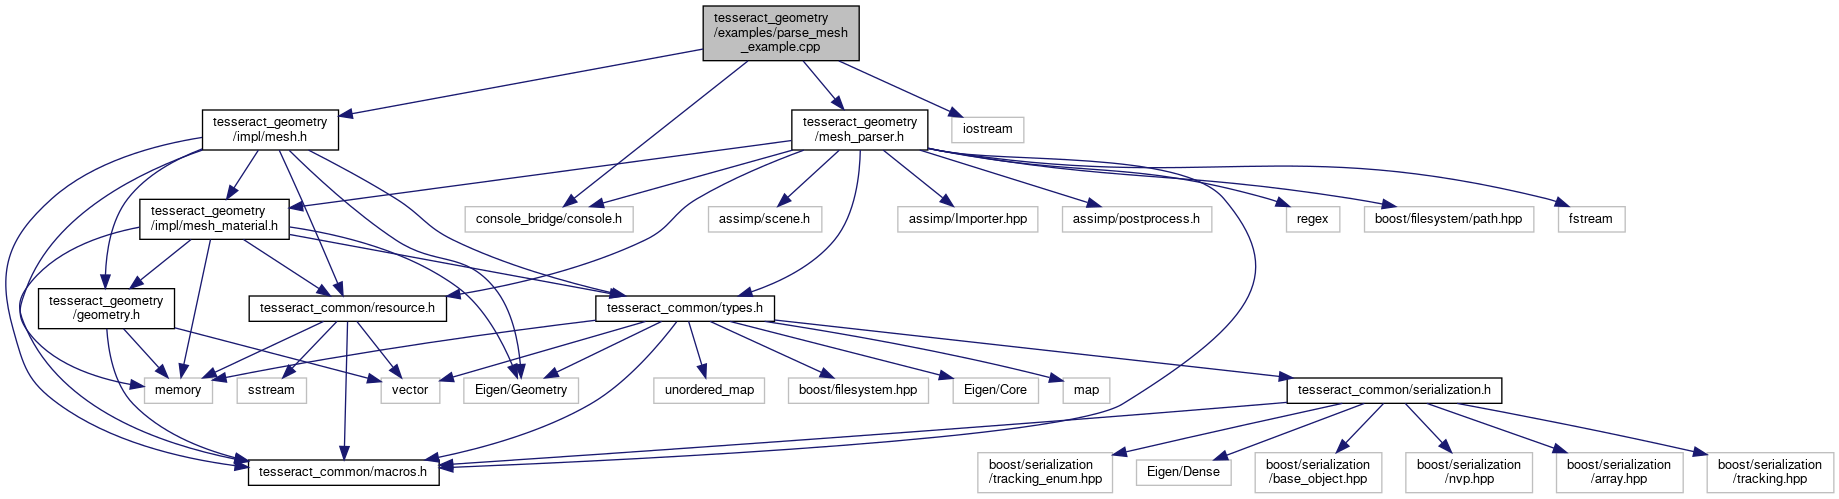 tesseract_geometry
/examples/parse_mesh
_example.cpp
tesseract_geometry
/impl/mesh.h
tesseract_geometry
/mesh_parser.h
iostream
tesseract_geometry
/impl/mesh_material.h
console_bridge/console.h
assimp/scene.h
assimp/Importer.hpp
assimp/postprocess.h
regex
boost/filesystem/path.hpp
fstream
tesseract_geometry
/geometry.h
tesseract_common/resource.h
tesseract_common/types.h
memory
sstream
vector
Eigen/Geometry
unordered_map
boost/filesystem.hpp
Eigen/Core
map
tesseract_common/serialization.h
tesseract_common/macros.h
boost/serialization
/tracking_enum.hpp
Eigen/Dense
boost/serialization
/base_object.hpp
boost/serialization
/nvp.hpp
boost/serialization
/array.hpp
boost/serialization
/tracking.hpp